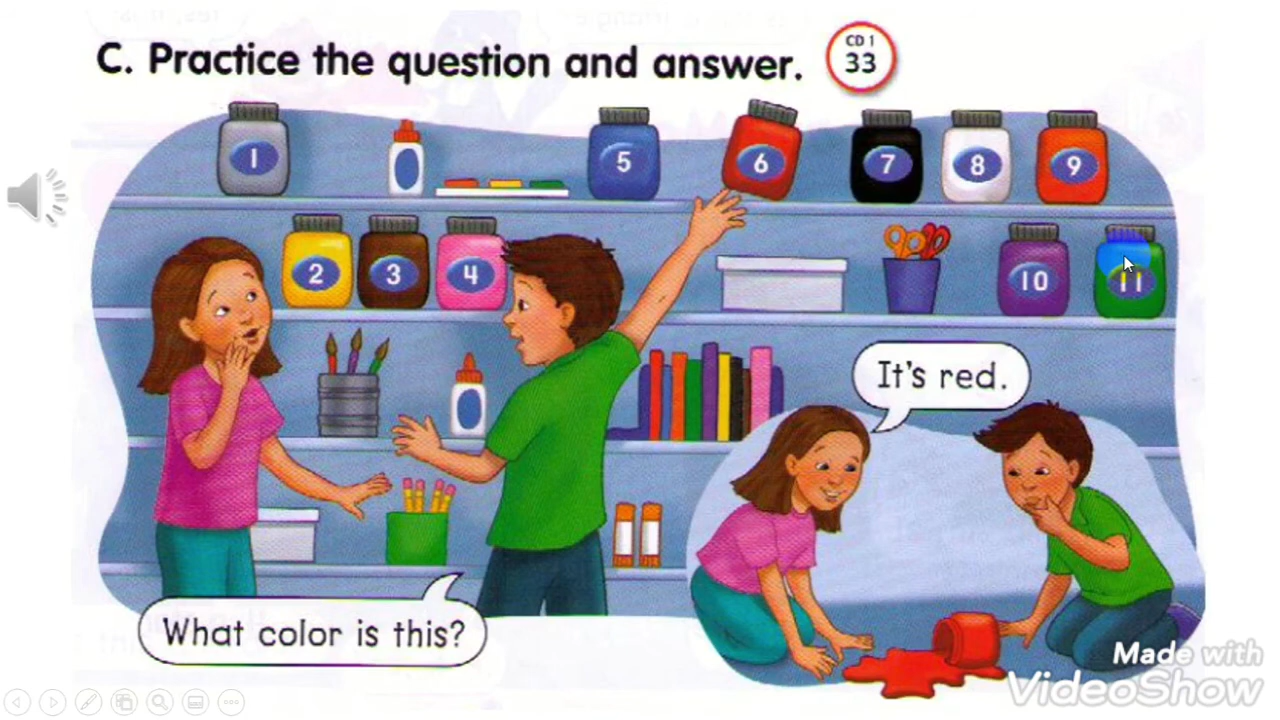 C. Practice the question and answer.
CD 1
33
1
5
6
7
8
9
2
3
4
10
11
It's red.
What color is this?
Made with
VideoShow